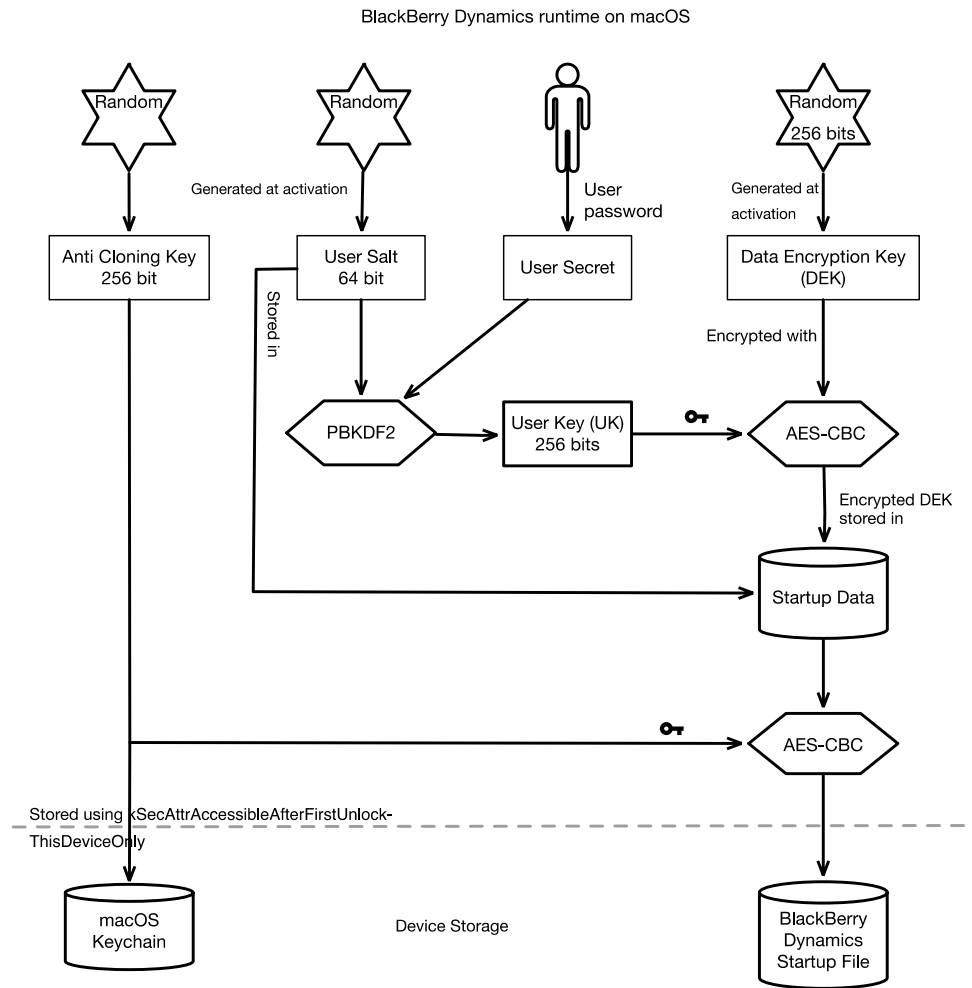 BlackBerry Dynamics runtime on macOS
Random
Random
Random
256 bits
Generated at activation
User
password
Generated at
activation
Anti Cloning Key
256 bit
User Salt
64 bit
User Secret
Data Encryption Key
(DEK)
Stored in
Encrypted with
PBKDF2
User Key (UK)
256 bits
AES-CBC
Encrypted DEK
stored in
Startup Data
AES-CBC
Stored using kSecAttrAccessibleAfterFirstUnlock-
ThisDeviceOnly
macOS
Keychain
Device Storage
BlackBerry
Dynamics
Startup File